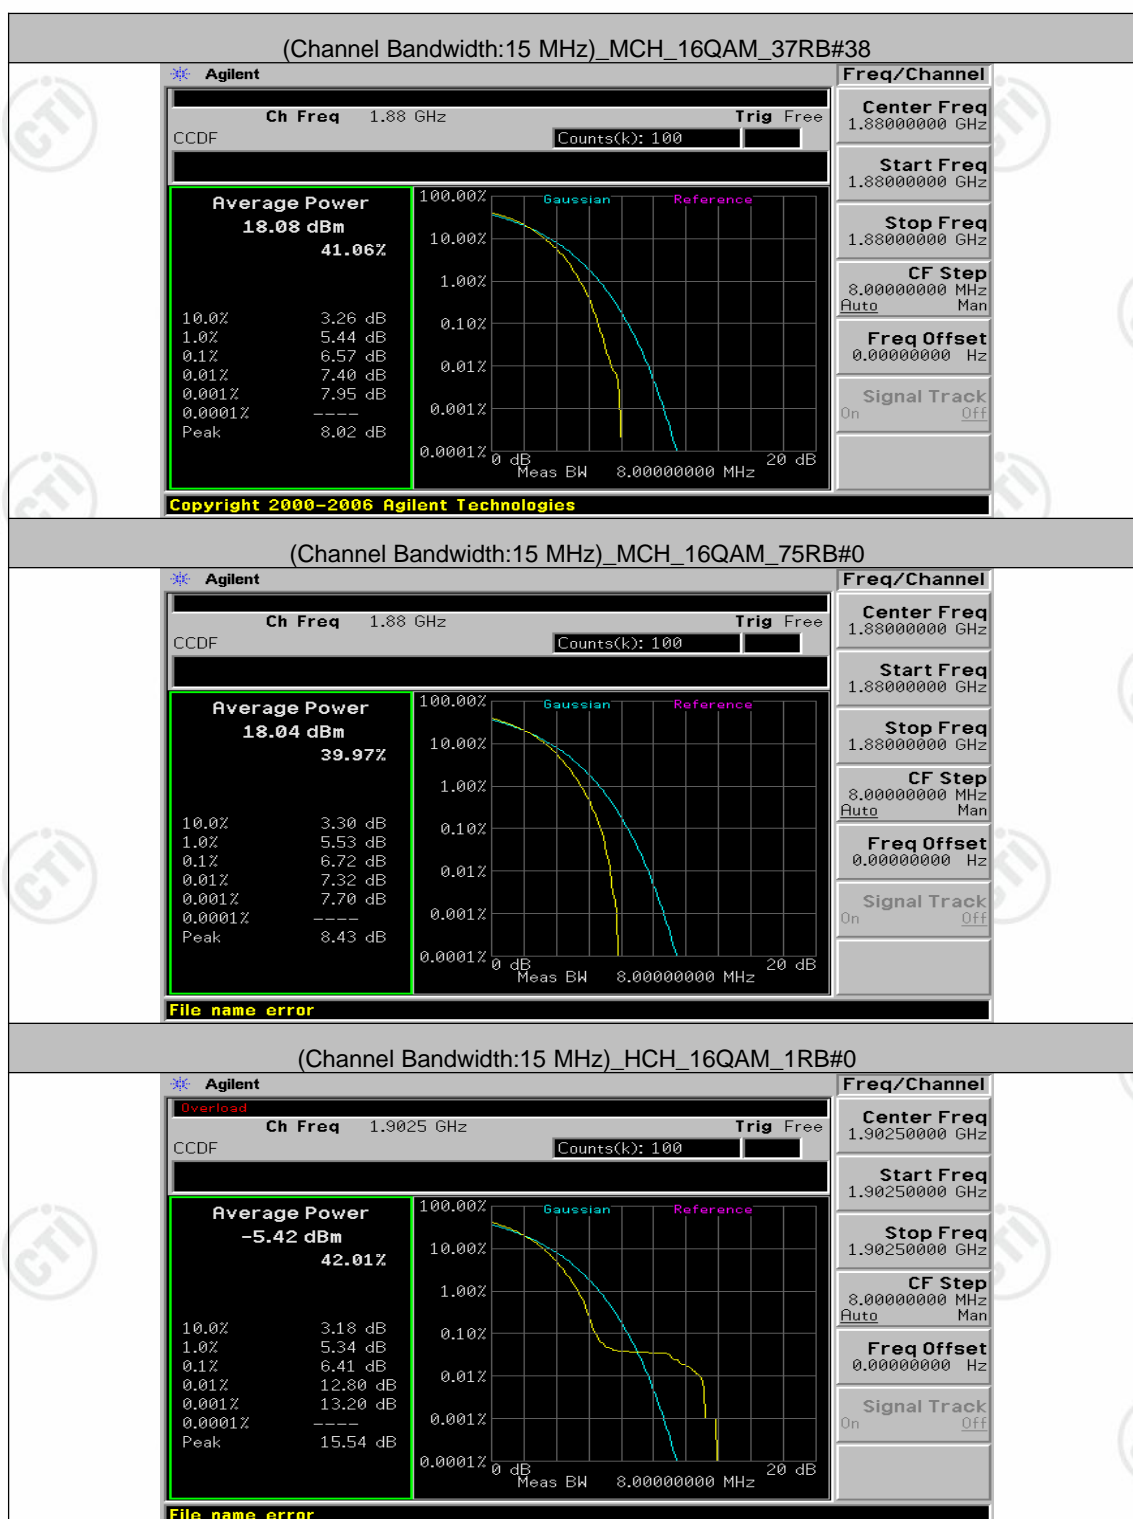 (Channel Bandwidth:15 MHz)_MCH_16QAM_37RB#38
Agilent
Freq/Channel
Ch Freq 1.88 GHz
Trig Free
CCDF
Counts(k): 100
Center Freq
1.88000000 GHz
Start Freq
1.88000000 GHz
Stop Freq
1.88000000 GHz
CF Step
8.00000000 MHz
Auto Man
Freq Offset
0.00000000 Hz
Signal Track
On Off
Average Power
18.08 dBm
41.06%
10.0% 3.26 dB
1.0% 5.44 dB
0.1% 6.57 dB
0.01% 7.40 dB
0.001% 7.95 dB
0.0001% ----
Peak 8.02 dB
100.00%
Gaussian
Reference
10.00%
1.00%
0.10%
0.01%
0.001%
0.0001%
0 dB
20 dB
Meas BW 8.00000000 MHz
Copyright 2000-2006 Agilent Technologies
(Channel Bandwidth:15 MHz)_MCH_16QAM_75RB#0
Agilent
Freq/Channel
Ch Freq 1.88 GHz
Trig Free
CCDF
Counts(k): 100
Center Freq
1.88000000 GHz
Start Freq
1.88000000 GHz
Stop Freq
1.88000000 GHz
CF Step
8.00000000 MHz
Auto Man
Freq Offset
0.00000000 Hz
Signal Track
On Off
Average Power
18.04 dBm
39.97%
10.0% 3.30 dB
1.0% 5.53 dB
0.1% 6.72 dB
0.01% 7.32 dB
0.001% 7.70 dB
0.0001% ----
Peak 8.43 dB
100.00%
Gaussian
Reference
10.00%
1.00%
0.10%
0.01%
0.001%
0.0001%
0 dB
20 dB
Meas BW 8.00000000 MHz
File name error
(Channel Bandwidth:15 MHz)_HCH_16QAM_1RB#0
Agilent
Freq/Channel
Overload
Ch Freq 1.9025 GHz
Trig Free
CCDF
Counts(k): 100
Center Freq
1.90250000 GHz
Start Freq
1.90250000 GHz
Stop Freq
1.90250000 GHz
CF Step
8.00000000 MHz
Auto Man
Freq Offset
0.00000000 Hz
Signal Track
On Off
Average Power
-5.42 dBm
42.01%
10.0% 3.18 dB
1.0% 5.34 dB
0.1% 6.41 dB
0.01% 12.80 dB
0.001% 13.20 dB
0.0001% ----
Peak 15.54 dB
100.00%
Gaussian
Reference
10.00%
1.00%
0.10%
0.01%
0.001%
0.0001%
0 dB
20 dB
Meas BW 8.00000000 MHz
File name error
CTI
CTI
CTI
CTI
CTI
CTI
CTI
CTI